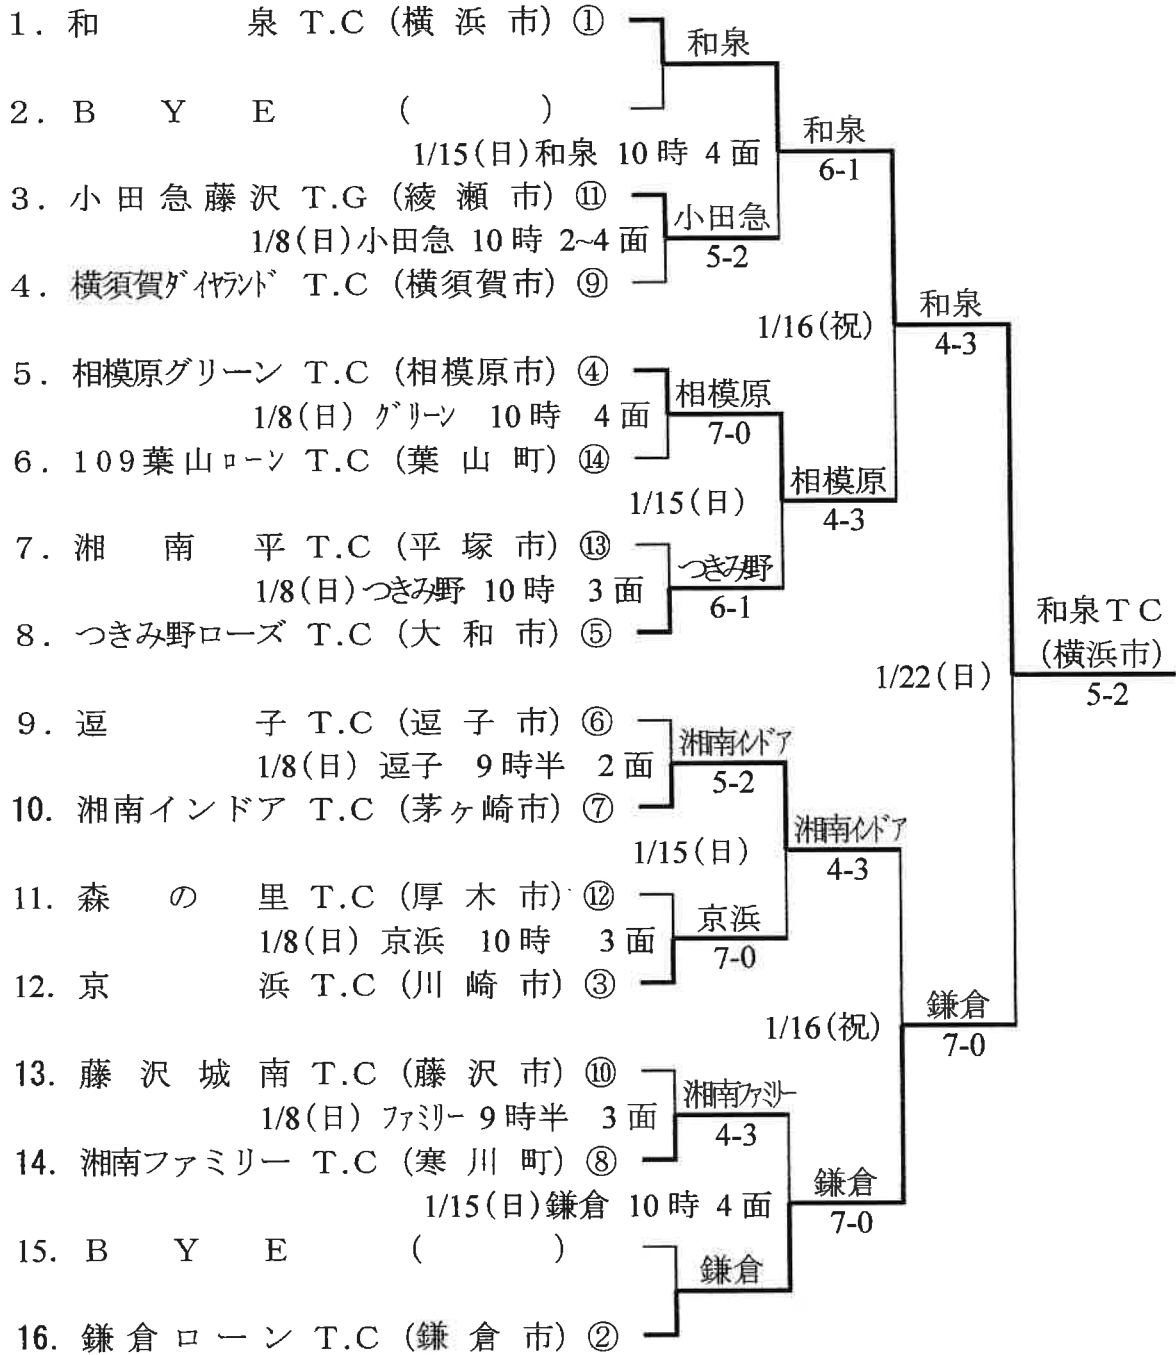 1. 和 泉 T.C (横 浜 市) ①
和泉
2. B Y E ( )
和泉
1/15(日)和泉 10時 4面
6-1
3. 小田急藤沢 T.G (綾 瀬 市) ⑪
小田急
1/8(日)小田急 10時 2~4面
5-2
4. 横須賀ダイヤランド T.C (横須賀市) ⑨
和泉
1/16(祝)
4-3
5. 相模原グリーン T.C (相模原市) ④
相模原
1/8(日) グリーン 10時 4面
7-0
6. 109葉山ローン T.C (葉 山 町) ⑭
相模原
1/15(日)
4-3
7. 湘 南 平 T.C (平 塚 市) ⑬
つきみ野
1/8(日)つきみ野 10時 3面
6-1
8. つきみ野ローズ T.C (大 和 市) ⑤
和泉TC
(横浜市)
1/22(日)
5-2
9. 逗 子 T.C (逗 子 市) ⑥
湘南インドア
1/8(日) 逗子 9時半 2面
5-2
10. 湘南インドア T.C (茅ヶ崎市) ⑦
湘南インドア
1/15(日)
4-3
11. 森 の 里 T.C (厚 木 市) ⑫
京浜
1/8(日) 京浜 10時 3面
7-0
12. 京 浜 T.C (川 崎 市) ③
鎌倉
1/16(祝)
7-0
13. 藤 沢 城 南 T.C (藤 沢 市) ⑩
湘南ファミリー
1/8(日) ファミリー 9時半 3面
4-3
14. 湘南ファミリー T.C (寒 川 町) ⑧
鎌倉
1/15(日)鎌倉 10時 4面
7-0
15. B Y E ( )
鎌倉
16. 鎌倉ローン T.C (鎌 倉 市) ②